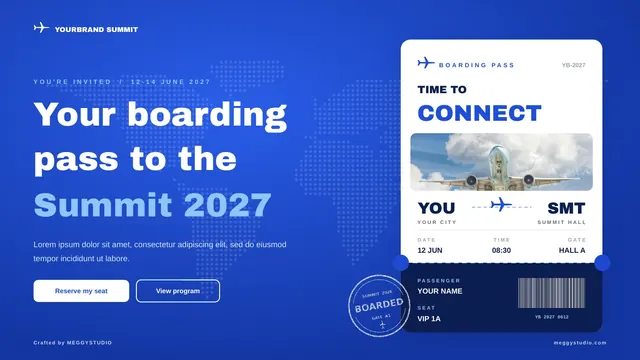 YOURBRAND SUMMIT
YOU'RE INVITED / 12-14 JUNE 2027
Your boarding
pass to the
Summit 2027
Lorem ipsum dolor sit amet, consectetur adipiscing elit, sed do eiusmod
tempor incididunt ut labore.
Reserve my seat
View program
Crafted by MEGGYSTUDIO
BOARDING PASS
YB-2027
TIME TO
CONNECT
YOU
SMT
YOUR CITY
SUMMIT HALL
DATE
TIME
GATE
12 JUN
08:30
HALL A
PASSENGER
YOUR NAME
SEAT
VIP 1A
YB 2027 0612
SUMMIT 2027
BOARDED
GATE A1
meggystudio.com